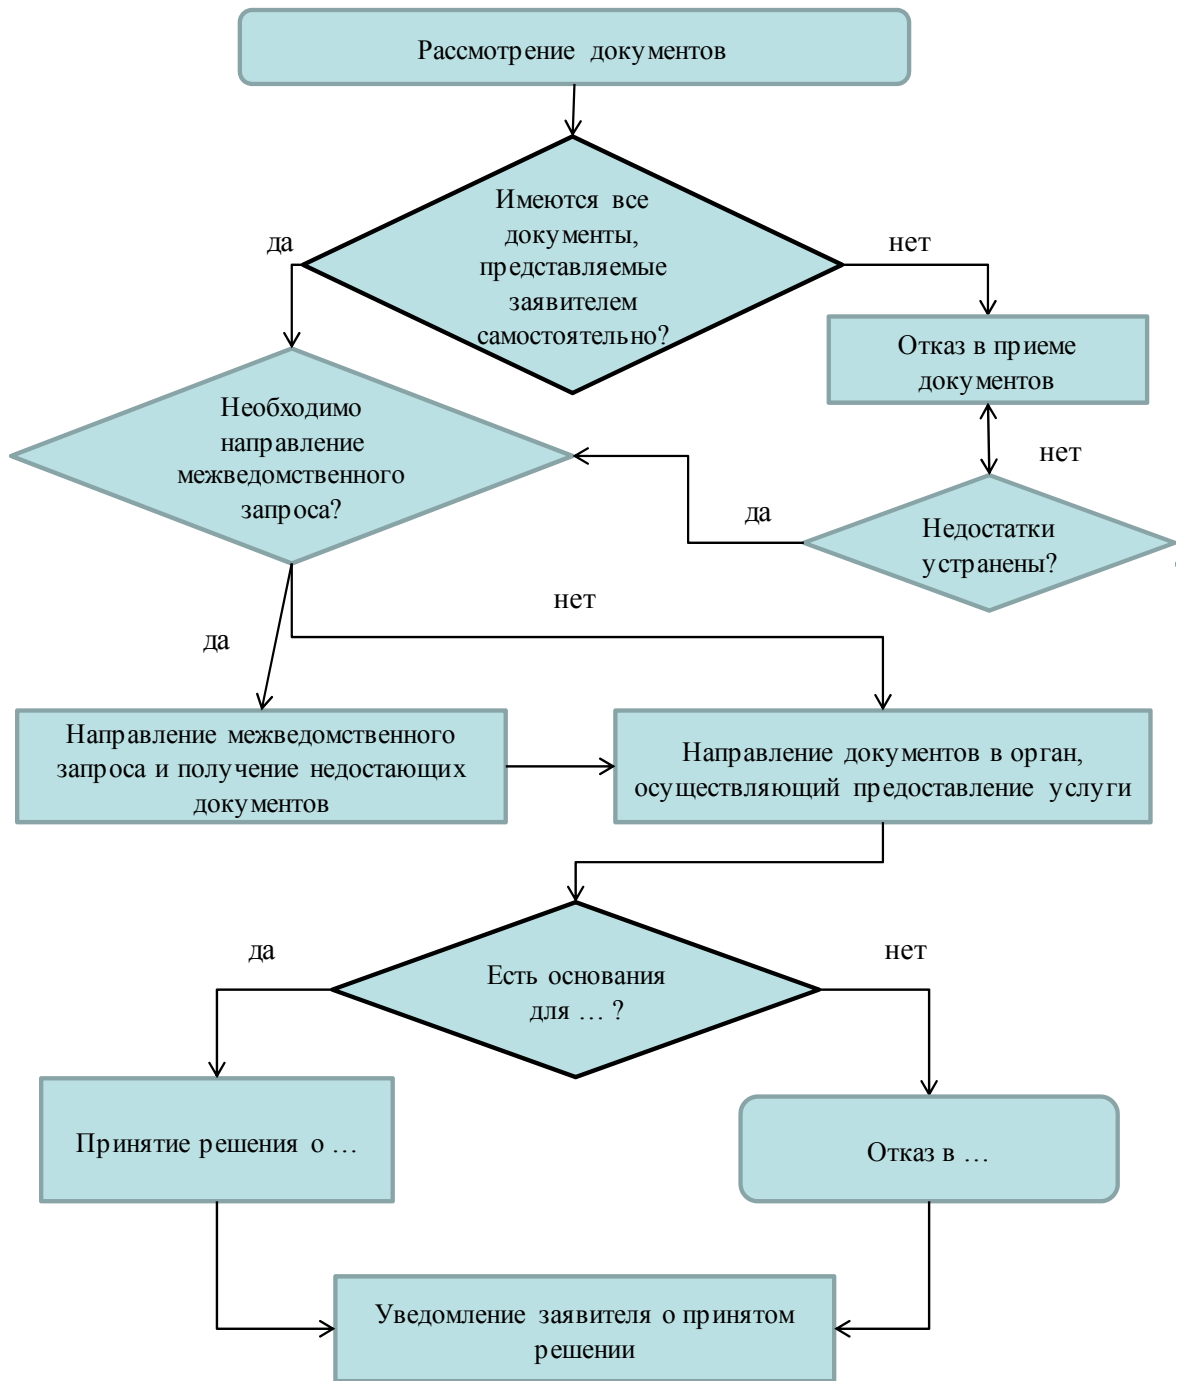 Рассмотрение документов
Имеются все
документы,
представляемые
заявителем
самостоятельно?
да
нет
Отказ в приеме
документов
Необходимо
направление
межведомственного
запроса?
нет
да
Недостатки
устранены?
нет
да
Направление межведомственного
запроса и получение недостающих
документов
Направление документов в орган,
осуществляющий предоставление услуги
да
нет
Есть основания
для … ?
Принятие решения о …
Отказ в …
Уведомление заявителя о принятом
решении